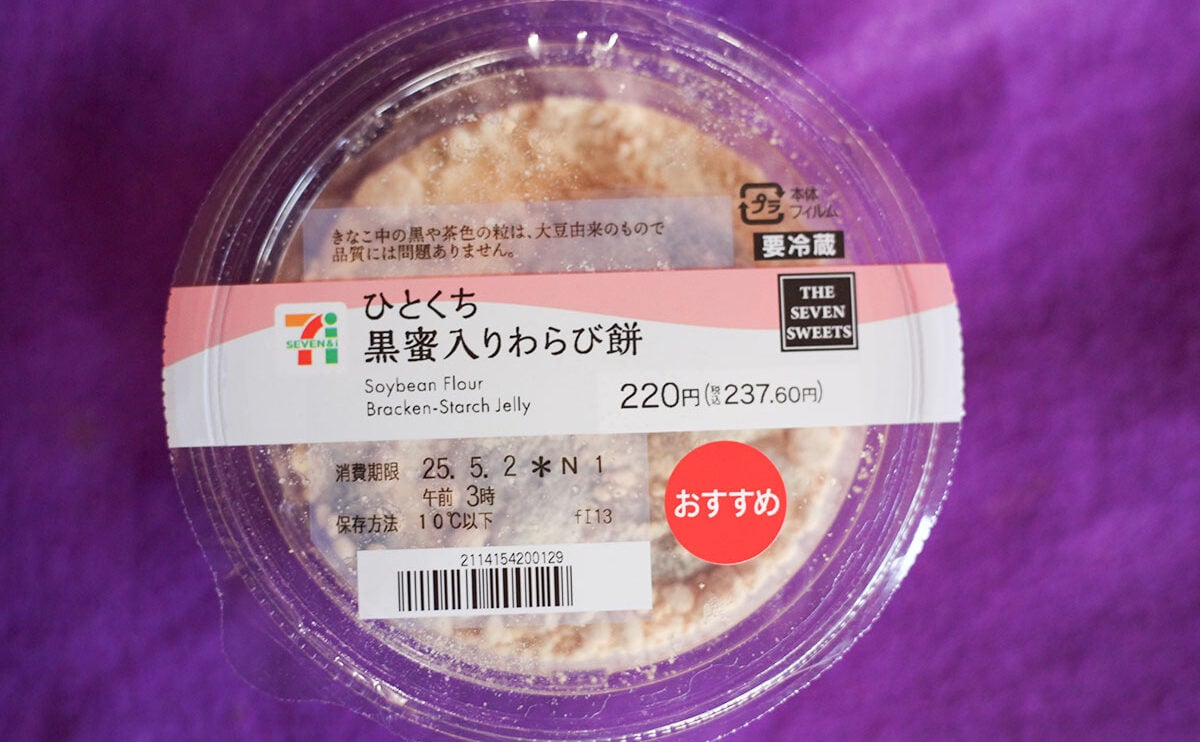 プラ
本体
フィルム
要冷蔵
きなこ中の黒や茶色の粒は、大豆由来のもので
品質には問題ありません。
SEVEN&i
ひとくち
黒蜜入りわらび餅
Soybean Flour
Bracken-Starch Jelly
THE
SEVEN
SWEETS
220円(税込237.60円)
消費期限 25.5.2*N1
午前 3時
保存方法 10℃以下 fI13
おすすめ
2114154200129